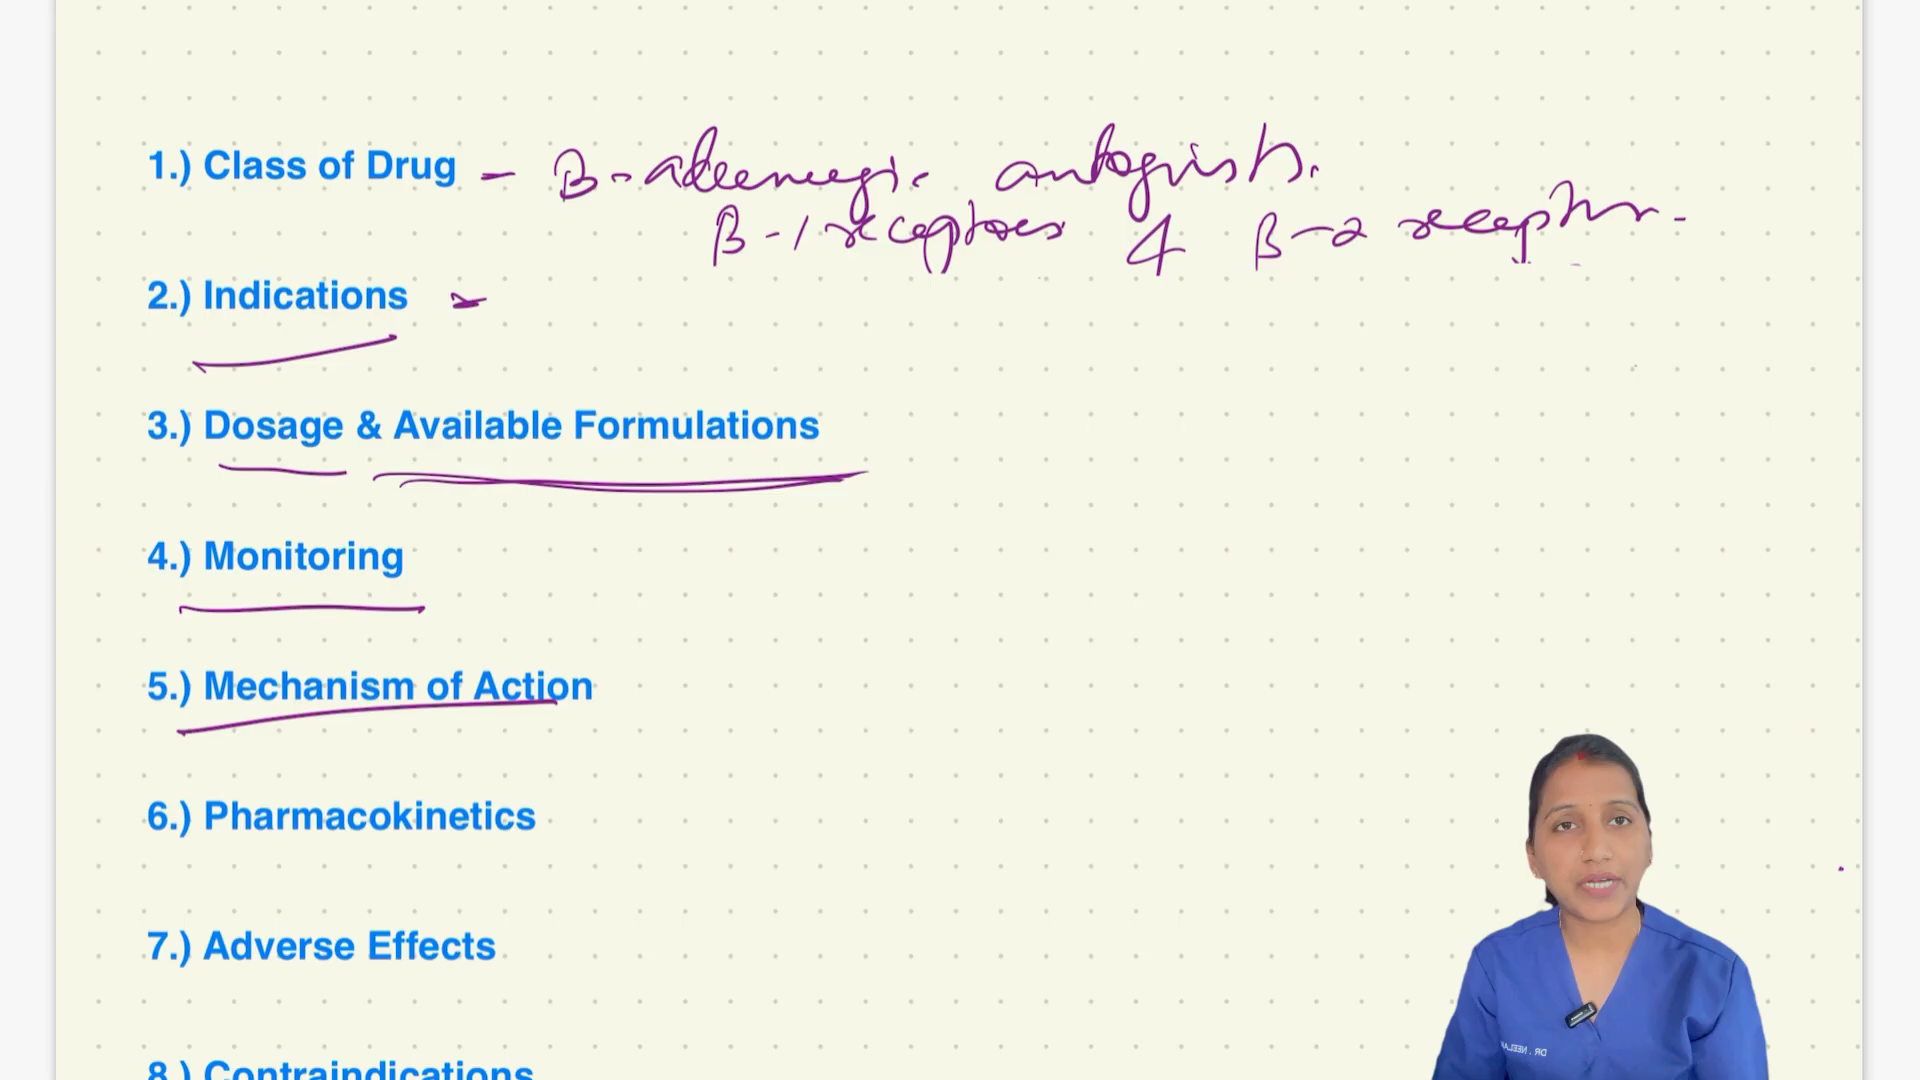 1.) Class of Drug - B-adrenergic antagonists.
β-1 receptors & β-2 receptor.
2.) Indications -
3.) Dosage & Available Formulations
4.) Monitoring
5.) Mechanism of Action
6.) Pharmacokinetics
7.) Adverse Effects
8.) Contraindications